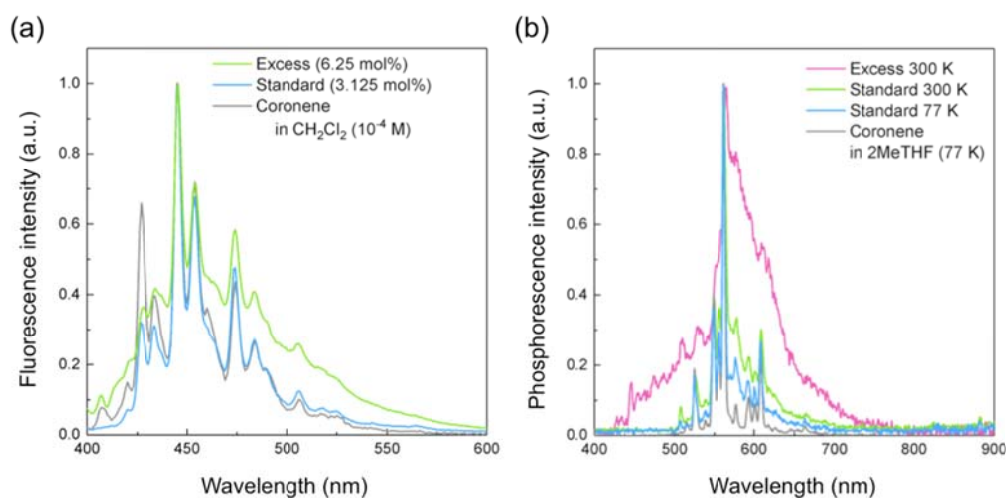 (a)
Excess (6.25 mol%)
Standard (3.125 mol%)
Coronene
in CH₂Cl₂ (10⁻⁴ M)
Fluorescence intensity (a.u.)
1.0
0.8
0.6
0.4
0.2
0.0
400 450 500 550 600
Wavelength (nm)
(b)
Excess 300 K
Standard 300 K
Standard 77 K
Coronene
in 2MeTHF (77 K)
Phosphorescence intensity (a.u.)
1.0
0.8
0.6
0.4
0.2
0.0
400 500 600 700 800 900
Wavelength (nm)